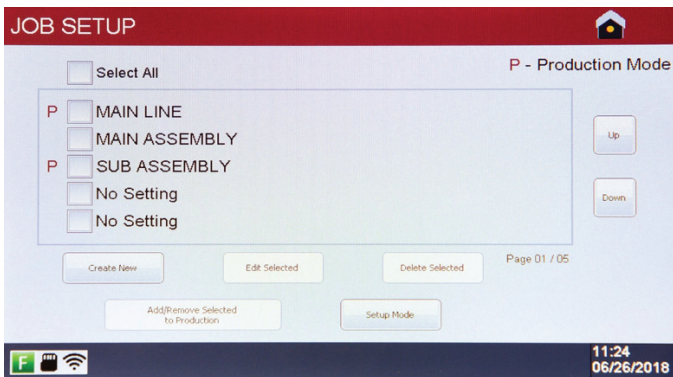 JOB SETUP
Select All
P - Production Mode
P MAIN LINE
MAIN ASSEMBLY
P SUB ASSEMBLY
No Setting
No Setting
Up
Down
Page 01 / 05
Create New
Edit Selected
Delete Selected
Add/Remove Selected
to Production
Setup Mode
F
11:24
06/26/2018